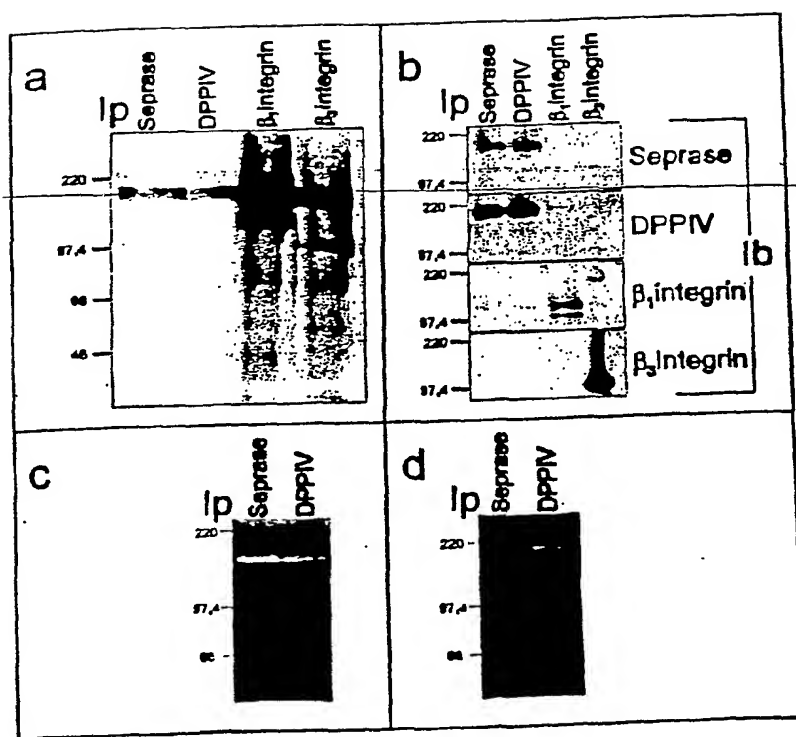 a
Ip
Seprase
DPPIV
β₁Integrin
β₃Integrin
220
97,4
66
46
b
Ip
Seprase
DPPIV
β₁Integrin
β₃Integrin
220
97,4
Seprase
220
97,4
DPPIV
220
97,4
β₁integrin
220
97,4
β₃Integrin
Ib
c
Ip
Seprase
DPPIV
220
97,4
66
d
Ip
Seprase
DPPIV
220
97,4
66